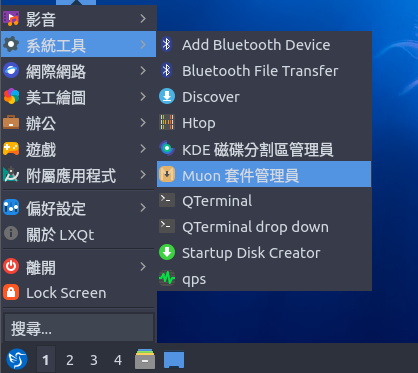 影音
系統工具
網際網路
美工繪圖
辦公
遊戲
附屬應用程式
偏好設定
關於 LXQt
離開
Lock Screen
搜尋...
Add Bluetooth Device
Bluetooth File Transfer
Discover
Htop
KDE 磁碟分割區管理員
Muon 套件管理員
QTerminal
QTerminal drop down
Startup Disk Creator
qps
1 2 3 4